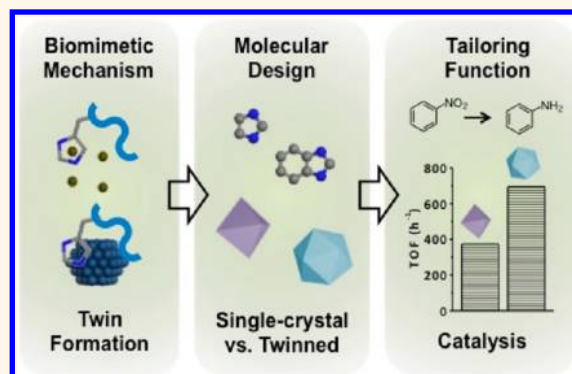 Biomimetic
Mechanism
Twin
Formation
Molecular
Design
Single-crystal
vs. Twinned
Tailoring
Function
NO2
NH2
TOF (h-1)
800
600
400
200
0
Catalysis